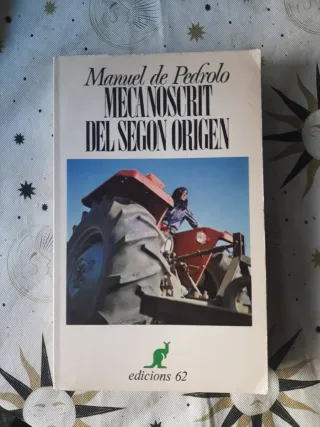 Manuel de Pedrolo
MECANOSCRIT
DEL SEGON ORIGEN
edicions 62